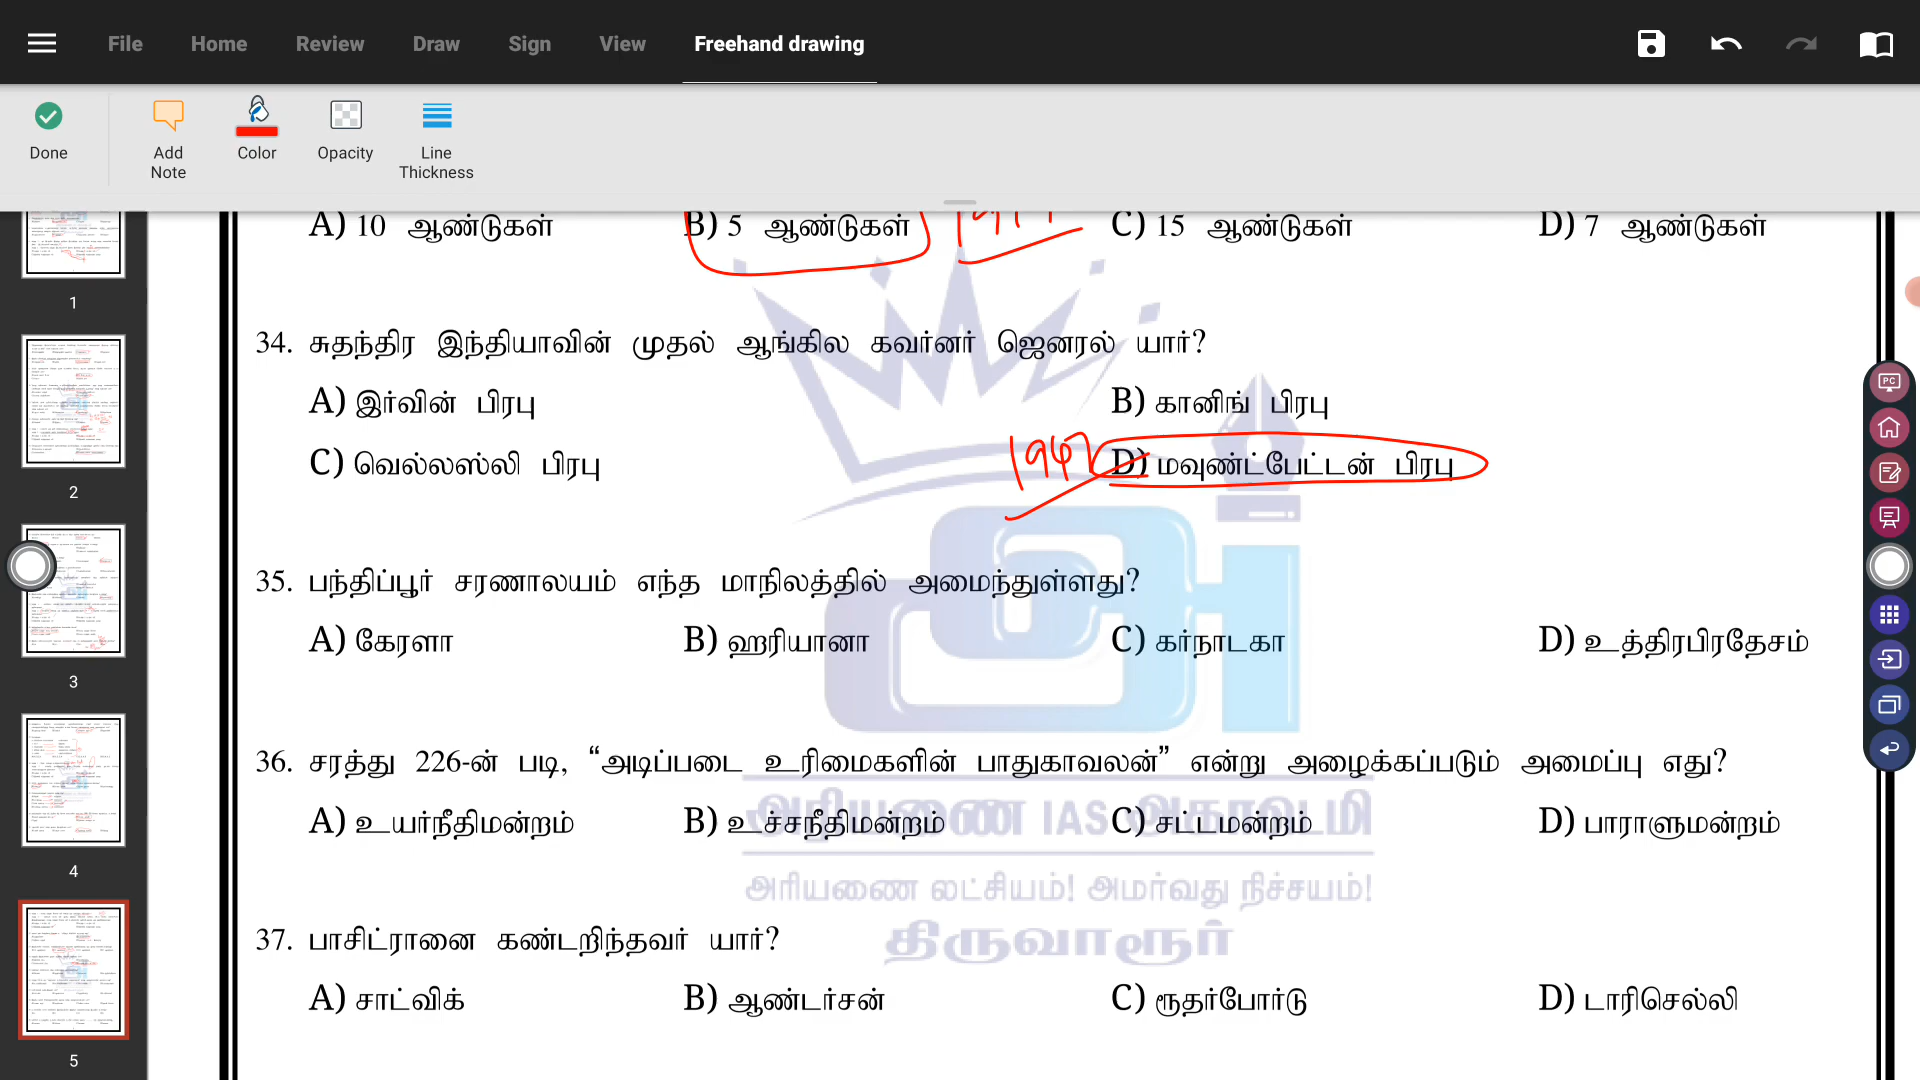 File Home Review Draw Sign View Freehand drawing
Done Add Note Color Opacity Line Thickness
A) 10 ஆண்டுகள் B) 5 ஆண்டுகள் C) 15 ஆண்டுகள் D) 7 ஆண்டுகள்
34. சுதந்திர இந்தியாவின் முதல் ஆங்கில கவர்னர் ஜெனரல் யார்?
A) இர்வின் பிரபு B) கானிங் பிரபு
C) வெல்லஸ்லி பிரபு 1947 D) மவுண்ட்பேட்டன் பிரபு
35. பந்திப்பூர் சரணாலயம் எந்த மாநிலத்தில் அமைந்துள்ளது?
A) கேரளா B) ஹரியானா C) கர்நாடகா D) உத்திரபிரதேசம்
36. சரத்து 226-ன் படி, “அடிப்படை உரிமைகளின் பாதுகாவலன்” என்று அழைக்கப்படும் அமைப்பு எது?
A) உயர்நீதிமன்றம் B) உச்சநீதிமன்றம் C) சட்டமன்றம் D) பாராளுமன்றம்
அரியணை IAS அகாடமி
அரியணை லட்சியம்! அமர்வது நிச்சயம்!
திருவாரூர்
37. பாசிட்ரானை கண்டறிந்தவர் யார்?
A) சாட்விக் B) ஆண்டர்சன் C) ரூதர்போர்டு D) டாரிசெல்லி
1
2
3
4
5
PC